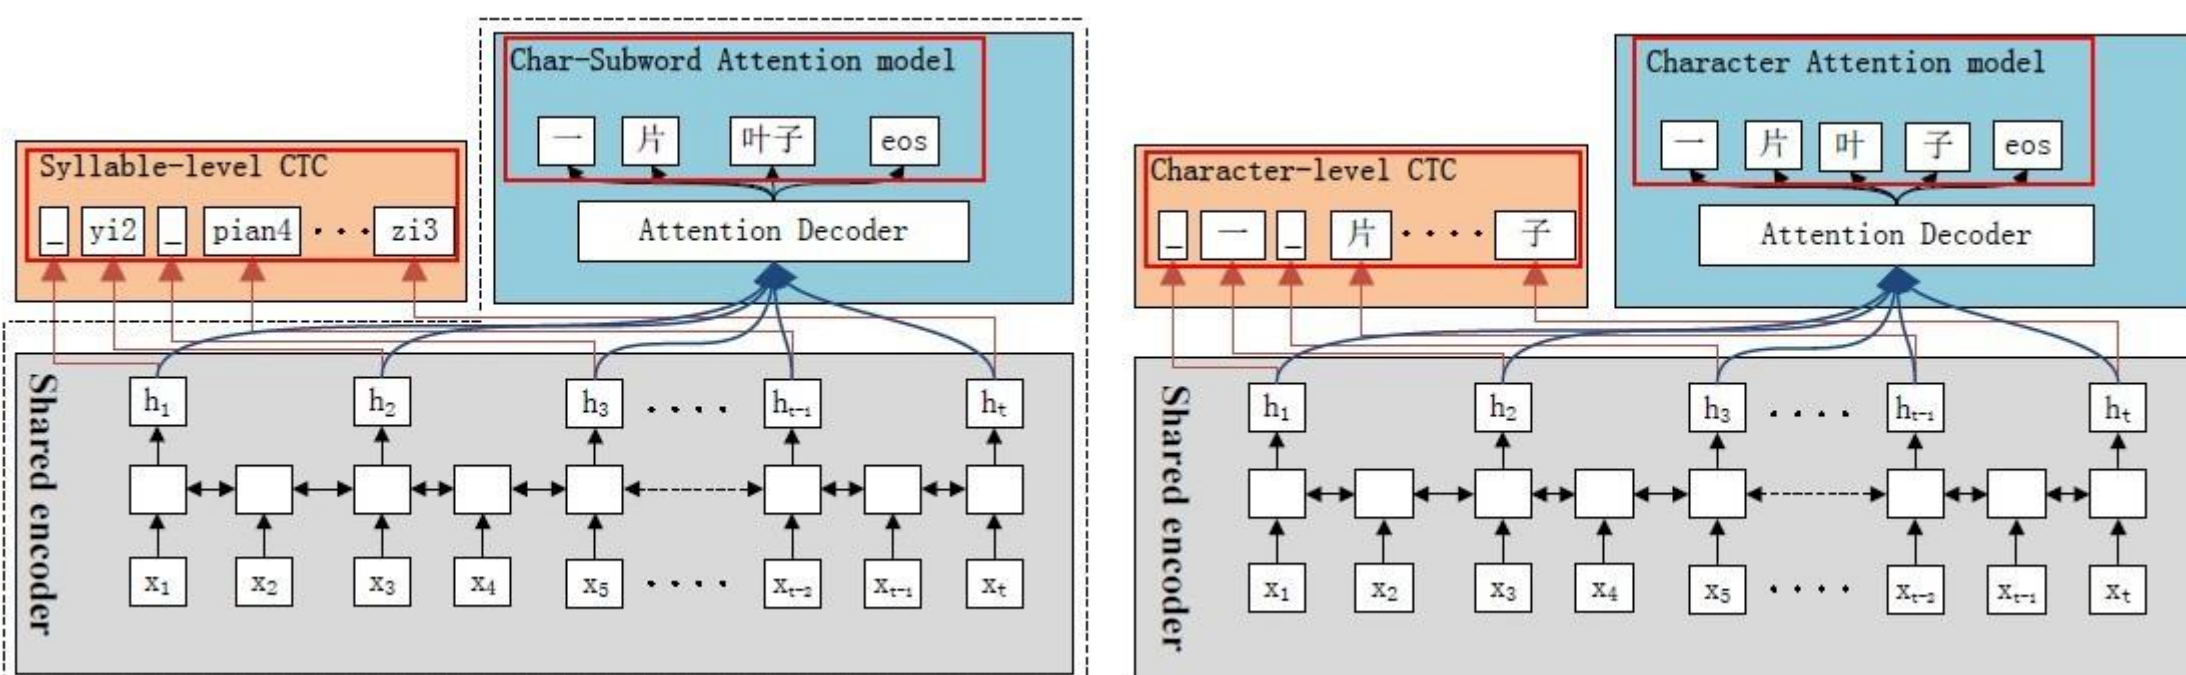 Char-Subword Attention model
一 片 叶子 eos
Attention Decoder
Syllable-level CTC
_ yi2 _ pian4 ... zi3
Shared encoder
h₁ h₂ h₃ .... hₜ₋₁ hₜ
x₁ x₂ x₃ x₄ x₅ .... xₜ₋₂ xₜ₋₁ xₜ
Character Attention model
一 片 叶 子 eos
Attention Decoder
Character-level CTC
_ 一 _ 片 .... 子
Shared encoder
h₁ h₂ h₃ .... hₜ₋₁ hₜ
x₁ x₂ x₃ x₄ x₅ .... xₜ₋₂ xₜ₋₁ xₜ